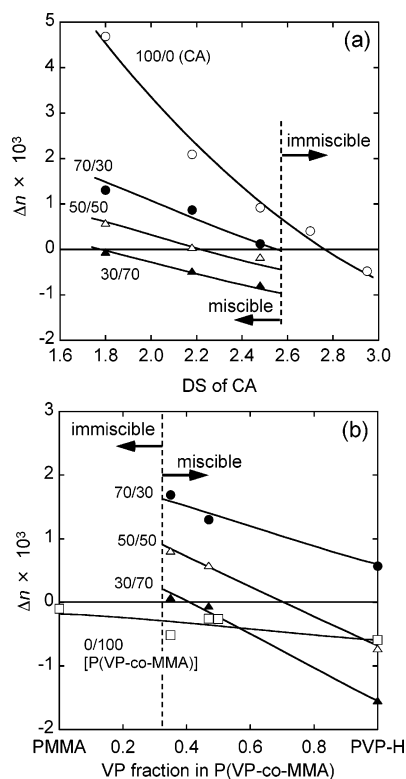 (a)
5
4
3
2
1
0
-1
-2
Δn × 10³
100/0 (CA)
70/30
50/50
30/70
immiscible
miscible
1.6 1.8 2.0 2.2 2.4 2.6 2.8 3.0
DS of CA
(b)
3
2
1
0
-1
-2
Δn × 10³
immiscible
miscible
70/30
50/50
30/70
0/100
[P(VP-co-MMA)]
PMMA 0.2 0.4 0.6 0.8 PVP-H
VP fraction in P(VP-co-MMA)